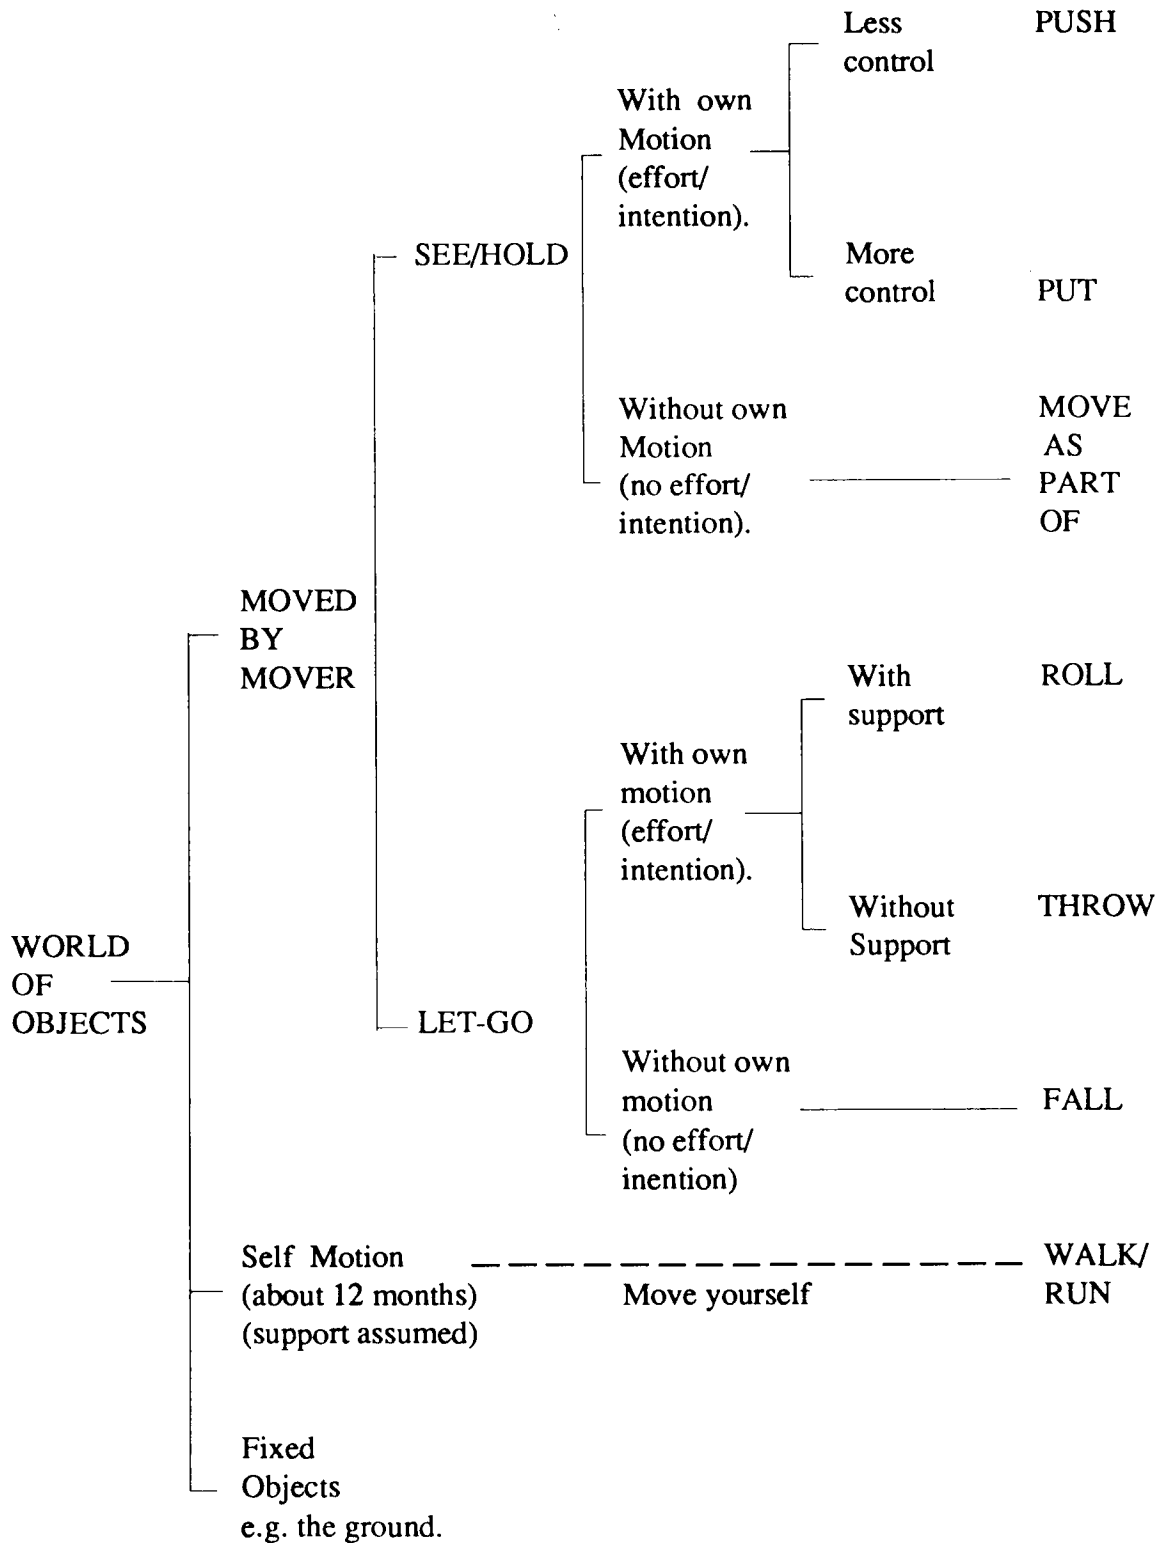 Less
control
PUSH
With own
Motion
(effort/
intention).
SEE/HOLD
More
control
PUT
Without own
Motion
(no effort/
intention).
MOVE
AS
PART
OF
MOVED
BY
MOVER
With
support
ROLL
With own
motion
(effort/
intention).
Without
Support
THROW
WORLD
OF
OBJECTS
LET-GO
Without own
motion
(no effort/
inention)
FALL
Self Motion
(about 12 months)
(support assumed)
Move yourself
WALK/
RUN
Fixed
Objects
e.g. the ground.